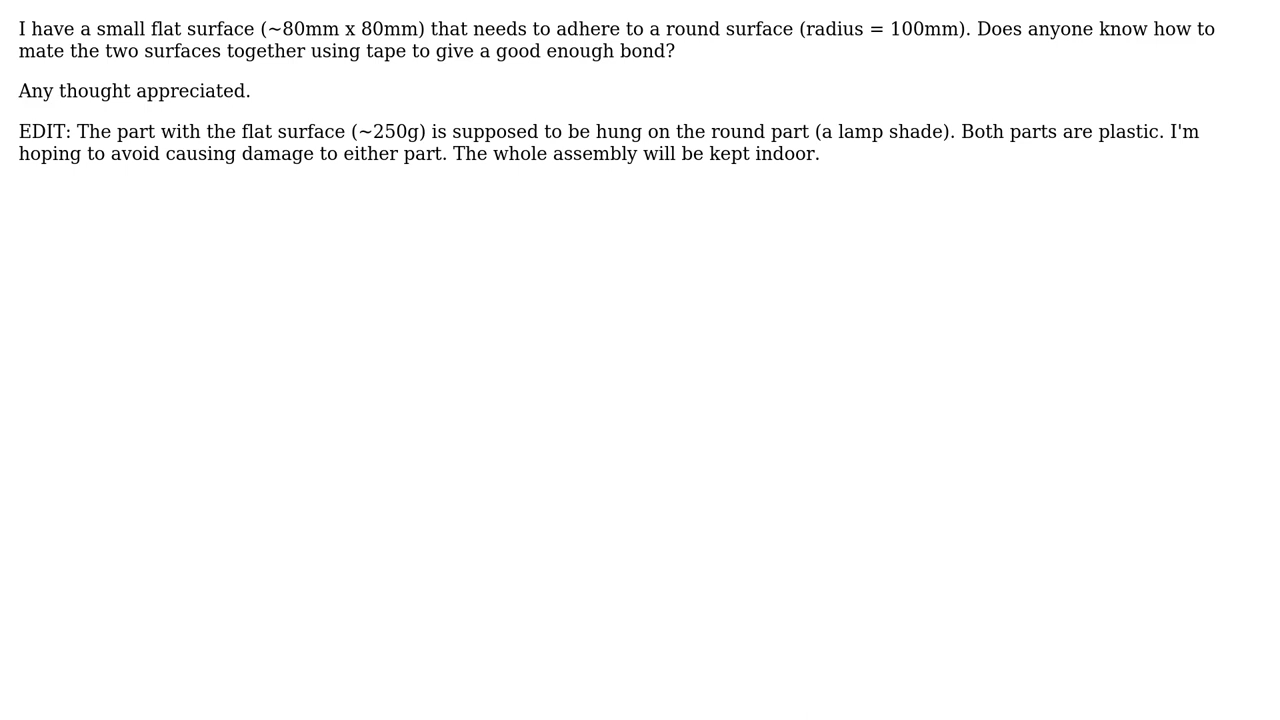 I have a small flat surface (~80mm x 80mm) that needs to adhere to a round surface (radius = 100mm). Does anyone know how to
mate the two surfaces together using tape to give a good enough bond?
Any thought appreciated.
EDIT: The part with the flat surface (~250g) is supposed to be hung on the round part (a lamp shade). Both parts are plastic. I'm
hoping to avoid causing damage to either part. The whole assembly will be kept indoor.